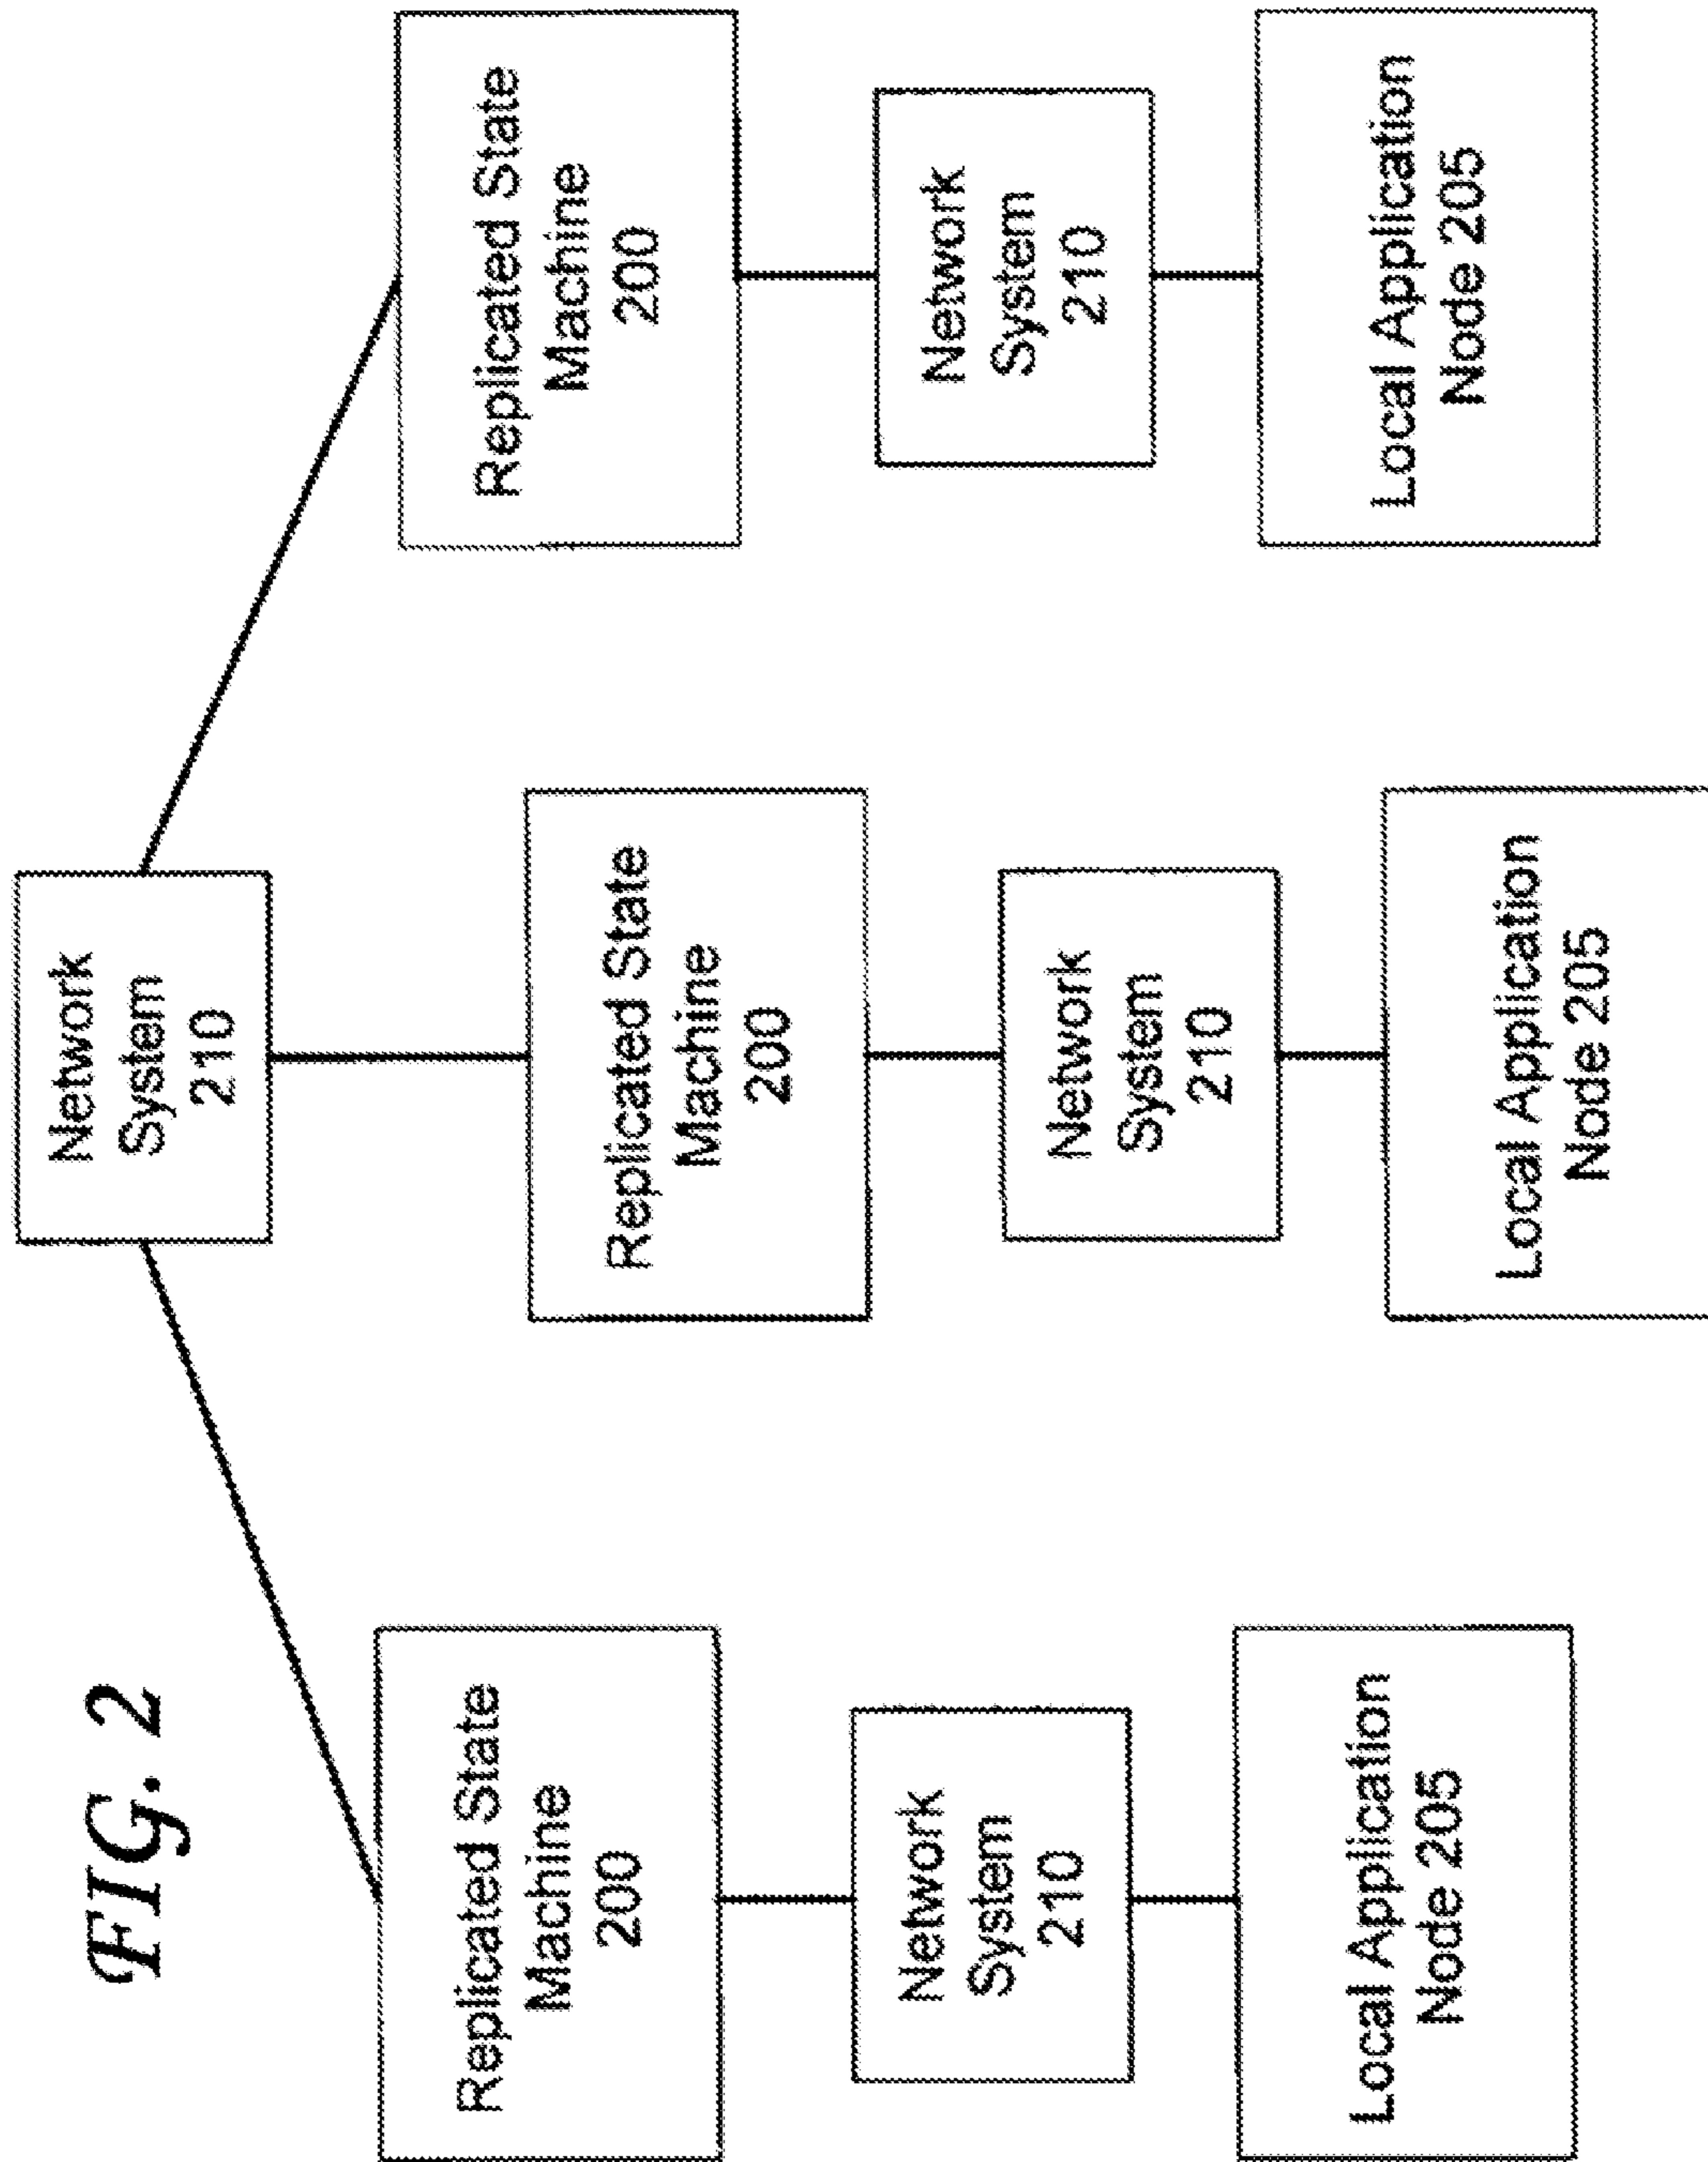 FIG. 2
Network
System
210
Replicated State
Machine
200
Network
System
210
Local Application
Node 205
Replicated State
Machine
200
Network
System
210
Local Application
Node 205
Replicated State
Machine
200
Network
System
210
Local Application
Node 205